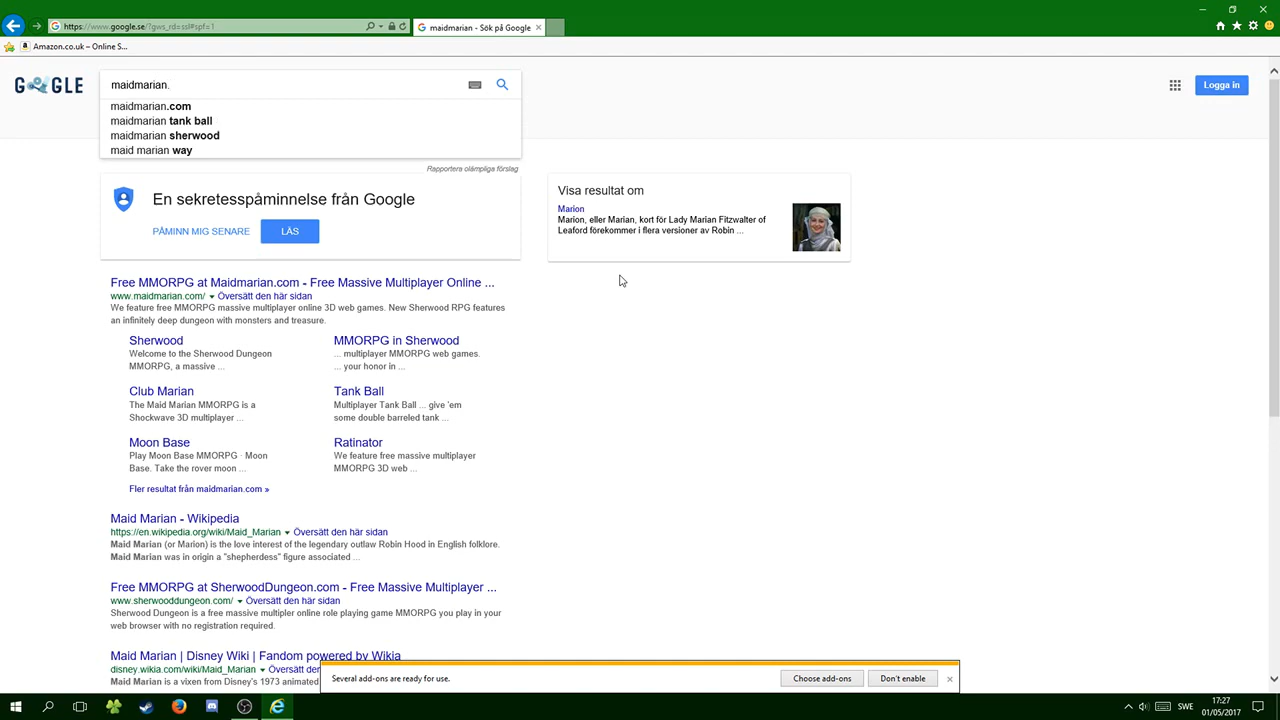 https://www.google.se/?gws_rd=ssl#spf=1
maidmarian - Sök på Google
Amazon.co.uk – Online S...
GOOGLE
maidmarian.
Logga in
maidmarian.com
maidmarian tank ball
maidmarian sherwood
maid marian way
Rapportera olämpliga förslag
En sekretesspåminnelse från Google
PÅMINN MIG SENARE
LÄS
Visa resultat om
Marion
Marion, eller Marian, kort för Lady Marian Fitzwalter of
Leaford förekommer i flera versioner av Robin ...
Free MMORPG at Maidmarian.com - Free Massive Multiplayer Online ...
www.maidmarian.com/ Översätt den här sidan
We feature free MMORPG massive multiplayer online 3D web games. New Sherwood RPG features
an infinitely deep dungeon with monsters and treasure.
Sherwood
Welcome to the Sherwood Dungeon
MMORPG, a massive ...
MMORPG in Sherwood
... multiplayer MMORPG web games.
... your honor in ...
Club Marian
The Maid Marian MMORPG is a
Shockwave 3D multiplayer ...
Tank Ball
Multiplayer Tank Ball ... give 'em
some double barreled tank ...
Moon Base
Play Moon Base MMORPG · Moon
Base. Take the rover moon ...
Ratinator
We feature free massive multiplayer
MMORPG 3D web ...
Fler resultat från maidmarian.com »
Maid Marian - Wikipedia
https://en.wikipedia.org/wiki/Maid_Marian Översätt den här sidan
Maid Marian (or Marion) is the love interest of the legendary outlaw Robin Hood in English folklore.
Maid Marian was in origin a "shepherdess" figure associated ...
Free MMORPG at SherwoodDungeon.com - Free Massive Multiplayer ...
www.sherwooddungeon.com/ Översätt den här sidan
Sherwood Dungeon is a free massive multipler online role playing game MMORPG you play in your
web browser with no registration required.
Maid Marian | Disney Wiki | Fandom powered by Wikia
disney.wikia.com/wiki/Maid_Marian Översätt den
Maid Marian is a vixen from Disney's 1973 animated
Several add-ons are ready for use.
Choose add-ons
Don't enable
SWE
17:27
01/05/2017